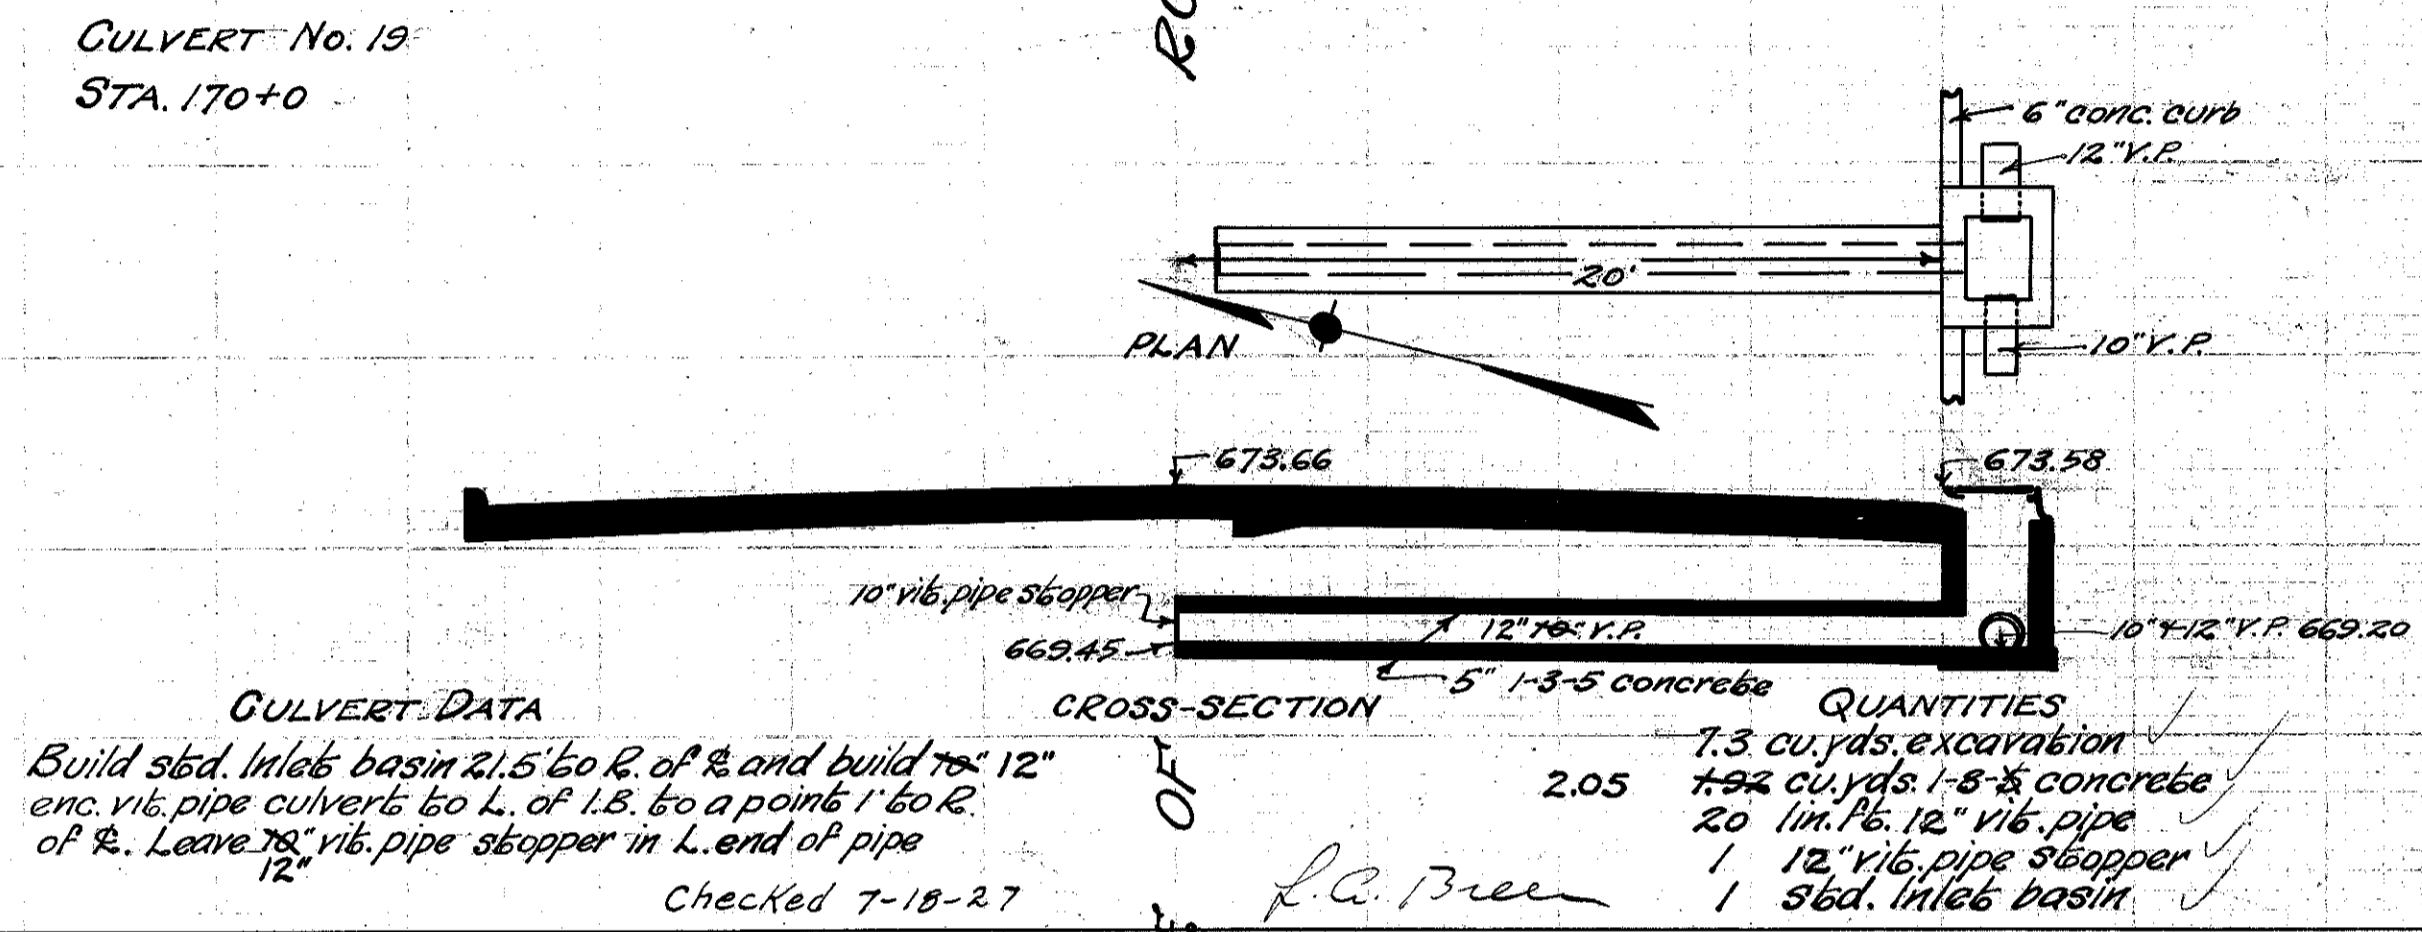 CULVERT No. 19
STA. 170+0
6" conc. curb
12" V.P.
20'
PLAN
10" V.P.
673.66
673.58
10" vit. pipe stopper
12" 10" V.P.
669.45
10" & 12" V.P. 669.20
5" 1-3-5 concrete
CULVERT DATA
CROSS-SECTION
QUANTITIES
Build std. Inlet basin 21.5' to R. of ℄ and build 10" 12"
enc. vit. pipe culvert to L. of I.B. to a point 1' to R.
of ℄. Leave 10" vit. pipe stopper in L. end of pipe
12"
Checked 7-18-27
OF
L. A. Breen
7.3 cu. yds. excavation
2.05 1.92 cu. yds. 1-8-5 concrete
20 lin. ft. 12" vit. pipe
1 12" vit. pipe stopper
1 std. Inlet basin